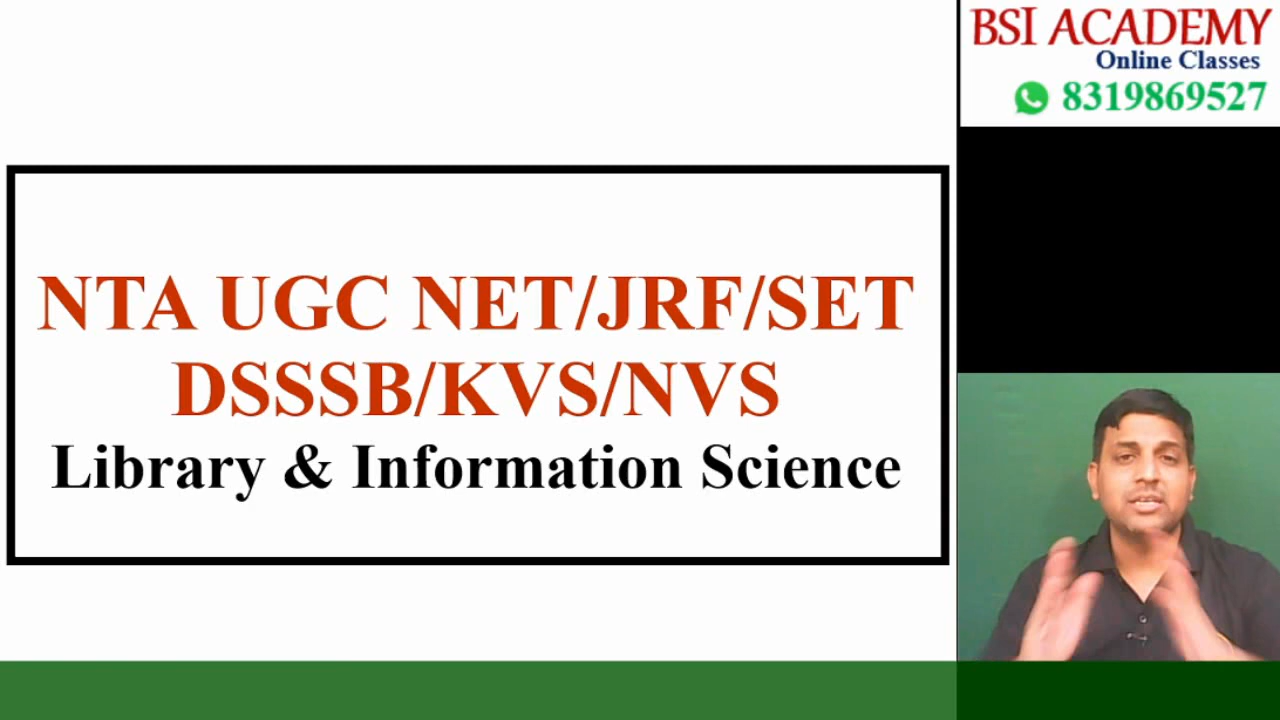 BSI ACADEMY
Online Classes
8319869527
NTA UGC NET/JRF/SET
DSSSB/KVS/NVS
Library & Information Science